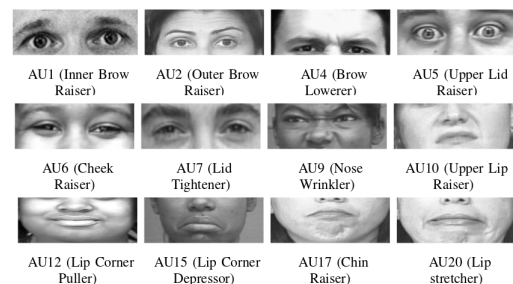 AU1 (Inner Brow Raiser)
AU2 (Outer Brow Raiser)
AU4 (Brow Lowerer)
AU5 (Upper Lid Raiser)
AU6 (Cheek Raiser)
AU7 (Lid Tightener)
AU9 (Nose Wrinkler)
AU10 (Upper Lip Raiser)
AU12 (Lip Corner Puller)
AU15 (Lip Corner Depressor)
AU17 (Chin Raiser)
AU20 (Lip stretcher)